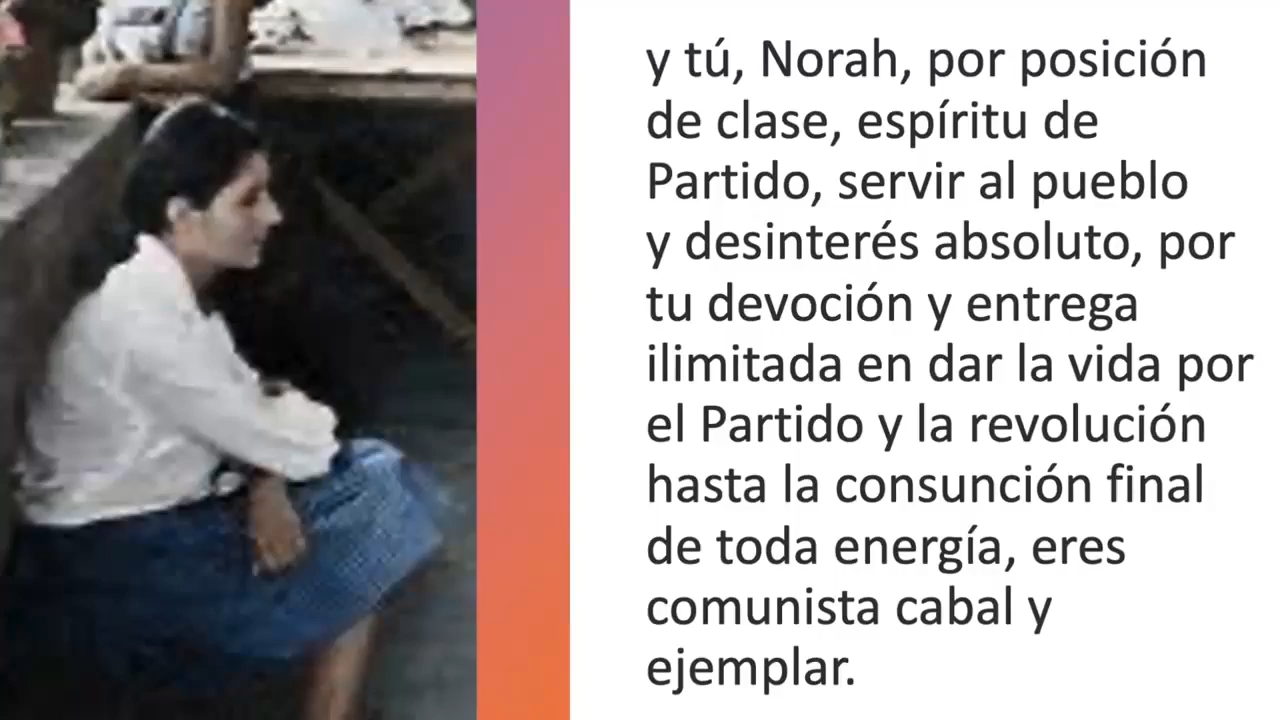 y tú, Norah, por posición
de clase, espíritu de
Partido, servir al pueblo
y desinterés absoluto, por
tu devoción y entrega
ilimitada en dar la vida por
el Partido y la revolución
hasta la consunción final
de toda energía, eres
comunista cabal y
ejemplar.